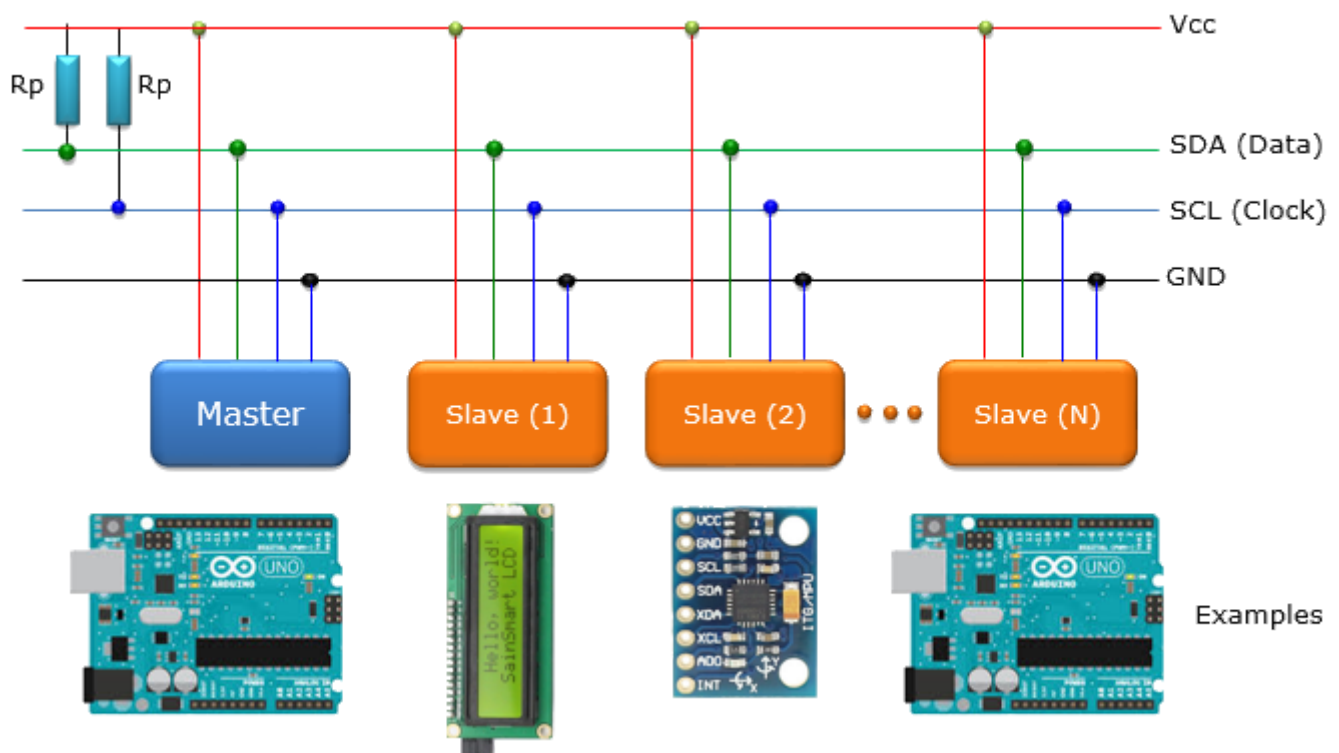 Vcc
Rp
Rp
SDA (Data)
SCL (Clock)
GND
Master
Slave (1)
Slave (2)
Slave (N)
UNO
ARDUINO
Hello, world!
SainSmart LCD
VCC
GND
SCL
SDA
XDA
XCL
ADO
INT
ITG/MPU
X
Y
UNO
ARDUINO
Examples